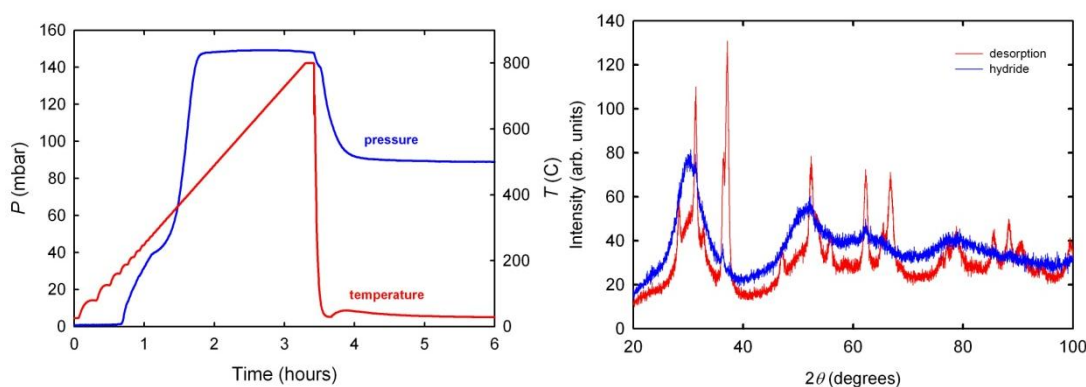 P (mbar)
160
140
120
100
80
60
40
20
0
pressure
temperature
800
600
400
200
0
T (C)
0 1 2 3 4 5 6
Time (hours)
Intensity (arb. units)
140
120
100
80
60
40
20
0
desorption
hydride
20 40 60 80 100
2θ (degrees)